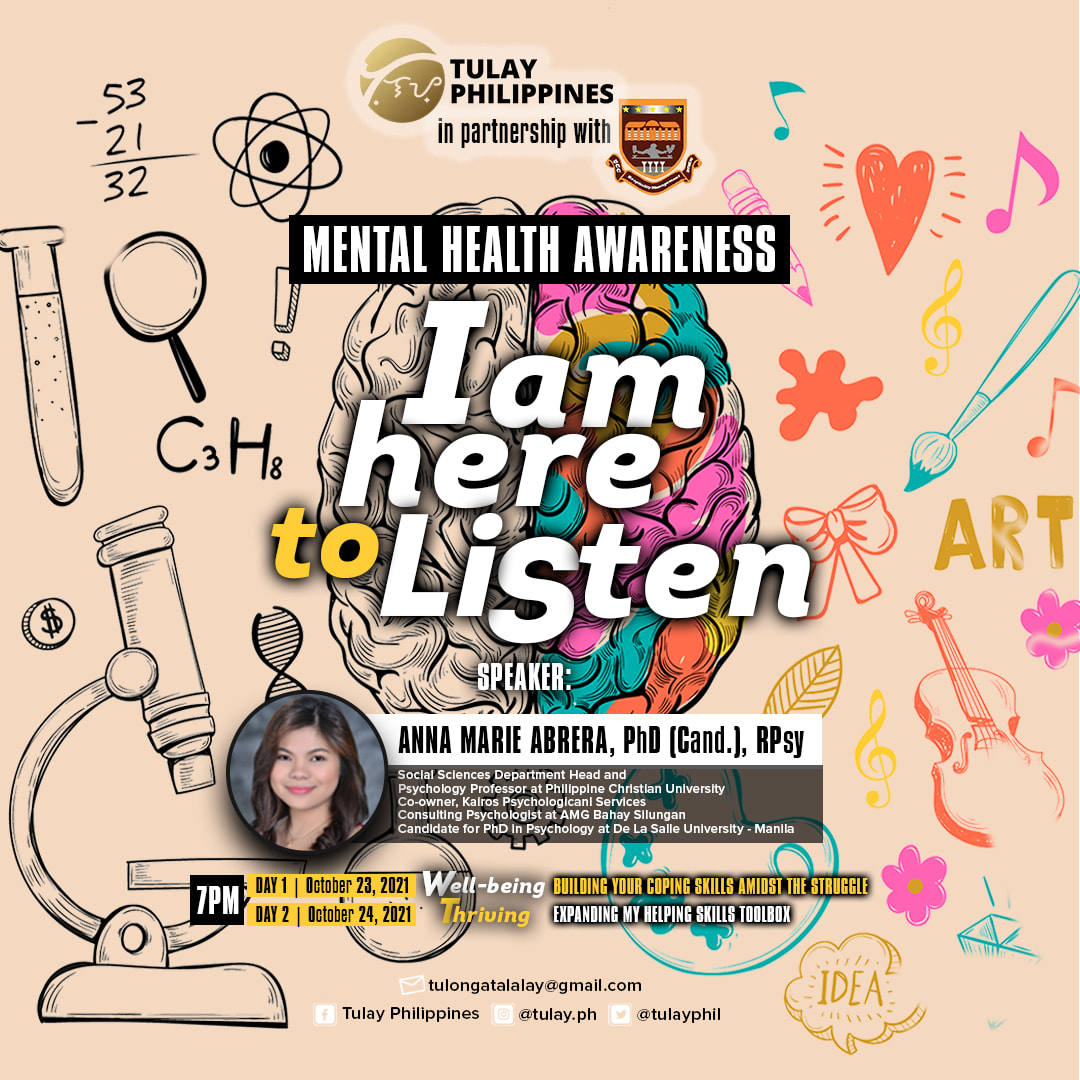 TULAY
PHILIPPINES
in partnership with
CCC Hospitality Management
- 53
21
32
MENTAL HEALTH AWARENESS
I am
here
to Listen
C3H8
ART
$
SPEAKER:
ANNA MARIE ABRERA, PhD (Cand.), RPsy
Social Sciences Department Head and
Psychology Professor at Philippine Christian University
Co-owner, Kairos Psychologicanl Services
Consulting Psychologist at AMG Bahay Silungan
Candidate for PhD in Psychology at De La Salle University - Manila
7PM
DAY 1 | October 23, 2021 Well-being BUILDING YOUR COPING SKILLS AMIDST THE STRUGGLE
DAY 2 | October 24, 2021 Thriving EXPANDING MY HELPING SKILLS TOOLBOX
IDEA
tulongatalalay@gmail.com
Tulay Philippines @tulay.ph @tulayphil